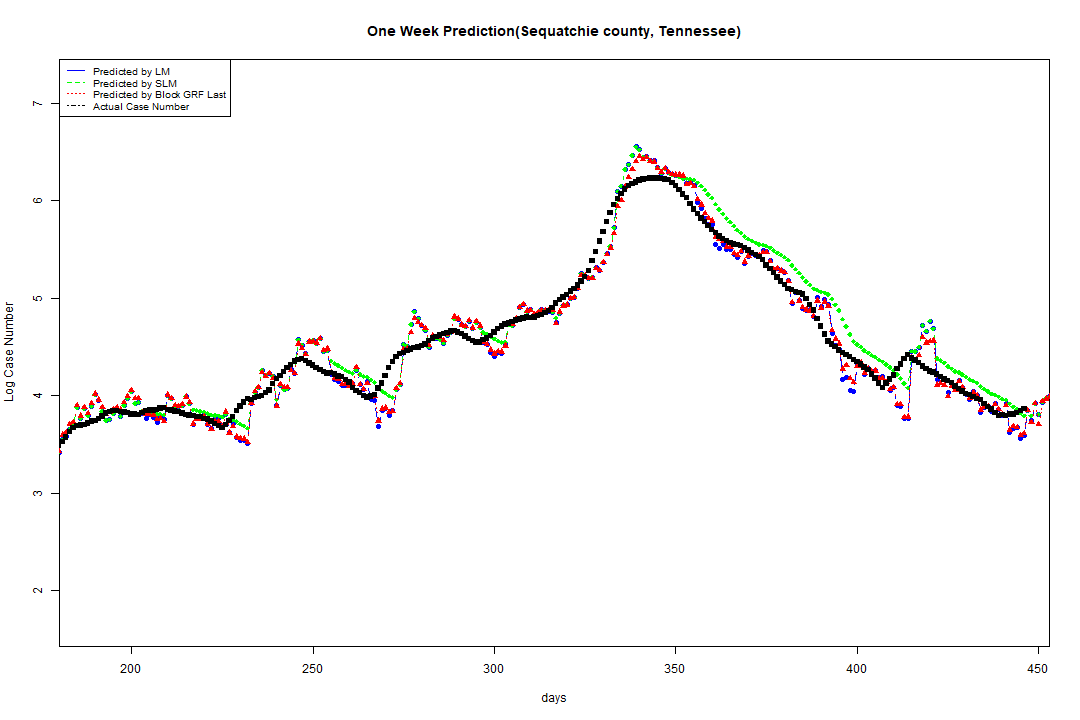 One Week Prediction(Sequatchie county, Tennessee)
Predicted by LM
Predicted by SLM
Predicted by Block GRF Last
Actual Case Number
7
6
5
4
3
2
Log Case Number
200 250 300 350 400 450
days